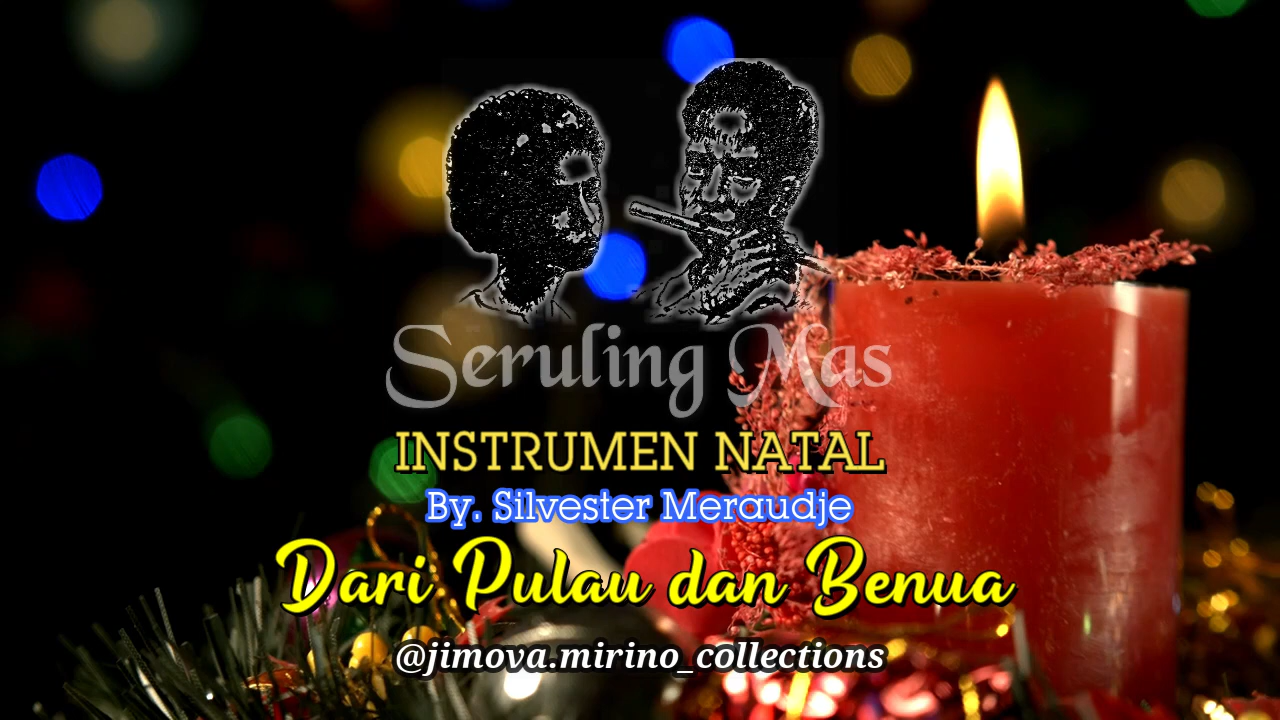 Seruling Mas
INSTRUMEN NATAL
By. Silvester Meraudje
Dari Pulau dan Benua
@jimova.mirino_collections